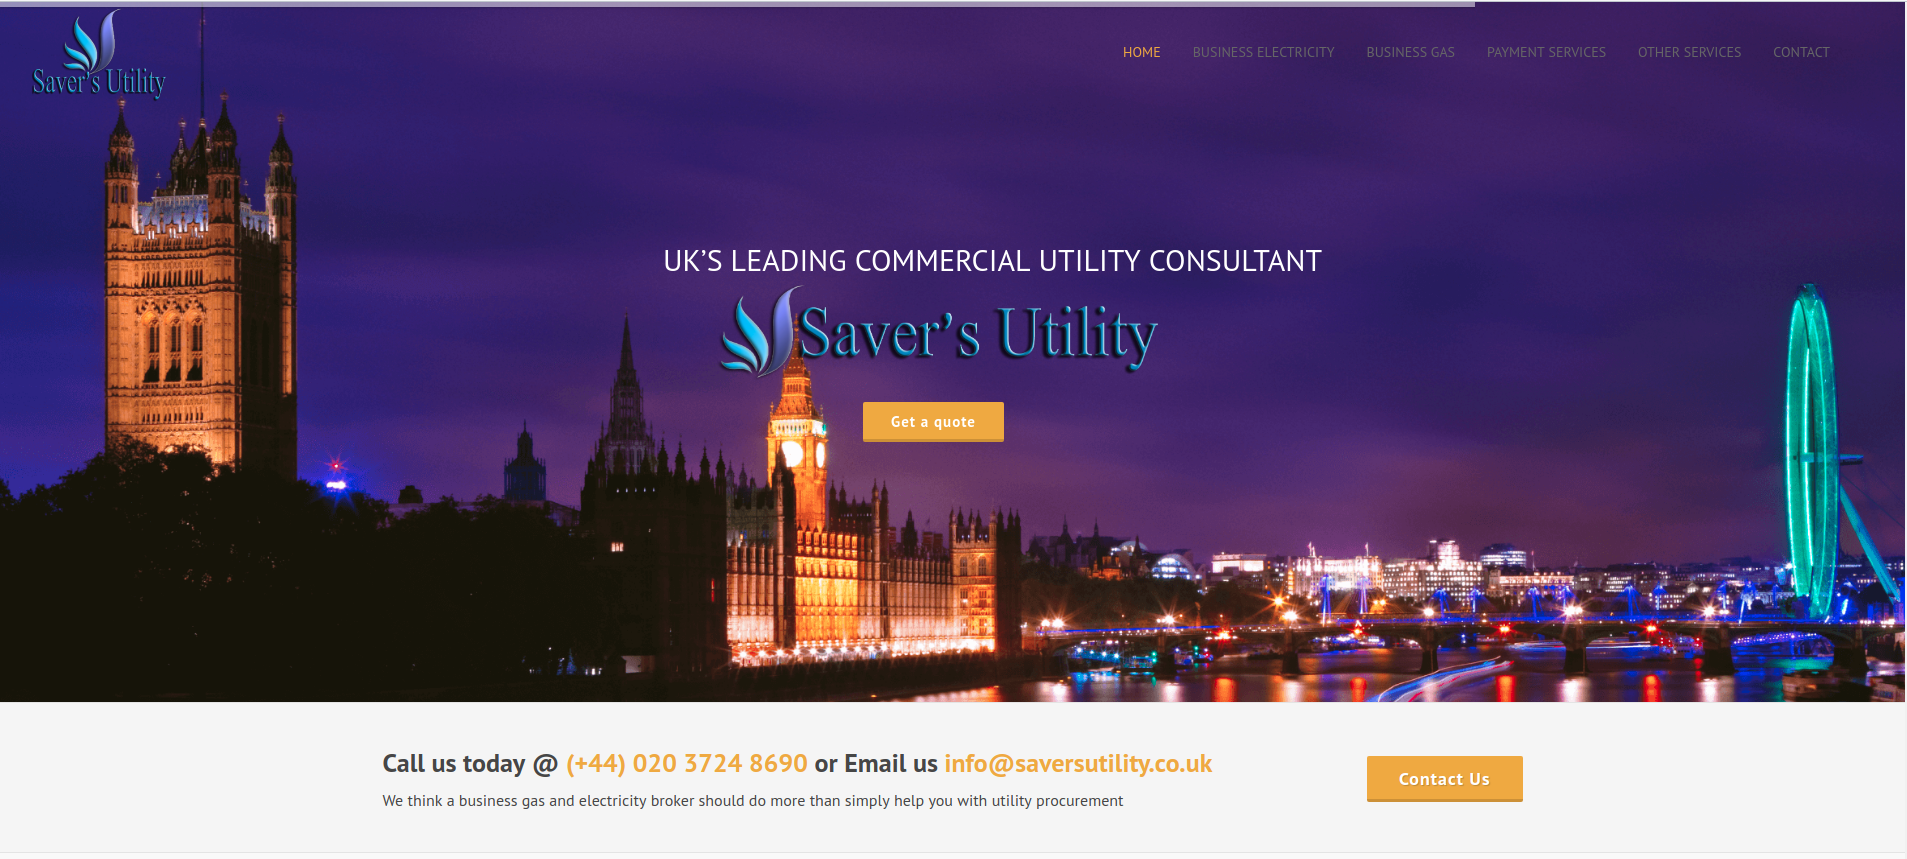 Saver's Utility
HOME BUSINESS ELECTRICITY BUSINESS GAS PAYMENT SERVICES OTHER SERVICES CONTACT
UK’S LEADING COMMERCIAL UTILITY CONSULTANT
Saver's Utility
Get a quote
Call us today @ (+44) 020 3724 8690 or Email us info@saversutility.co.uk
We think a business gas and electricity broker should do more than simply help you with utility procurement
Contact Us